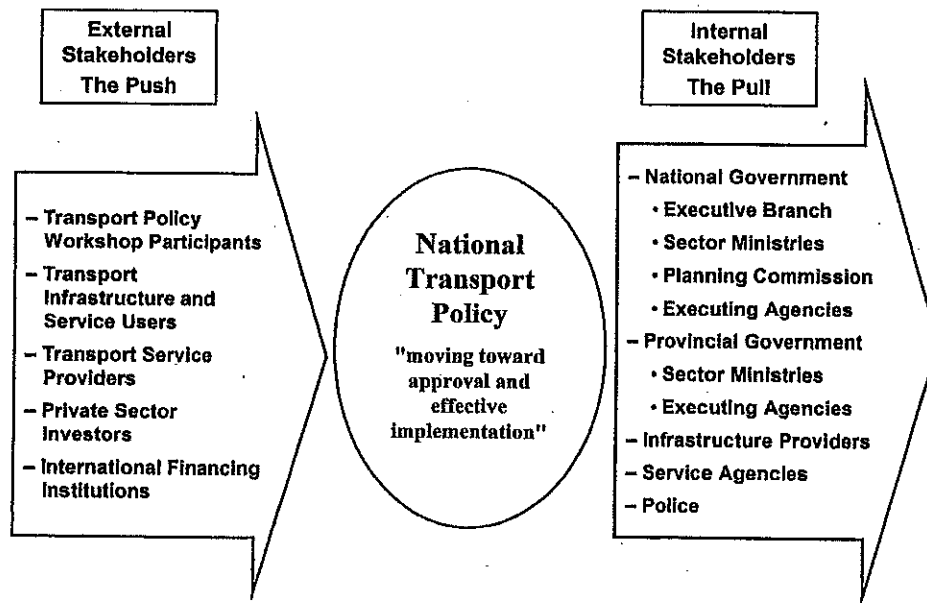 External
Stakeholders
The Push
– Transport Policy
Workshop Participants
– Transport
Infrastructure and
Service Users
– Transport Service
Providers
– Private Sector
Investors
– International Financing
Institutions
National
Transport
Policy
"moving toward
approval and
effective
implementation"
Internal
Stakeholders
The Pull
– National Government
• Executive Branch
• Sector Ministries
• Planning Commission
• Executing Agencies
– Provincial Government
• Sector Ministries
• Executing Agencies
– Infrastructure Providers
– Service Agencies
– Police